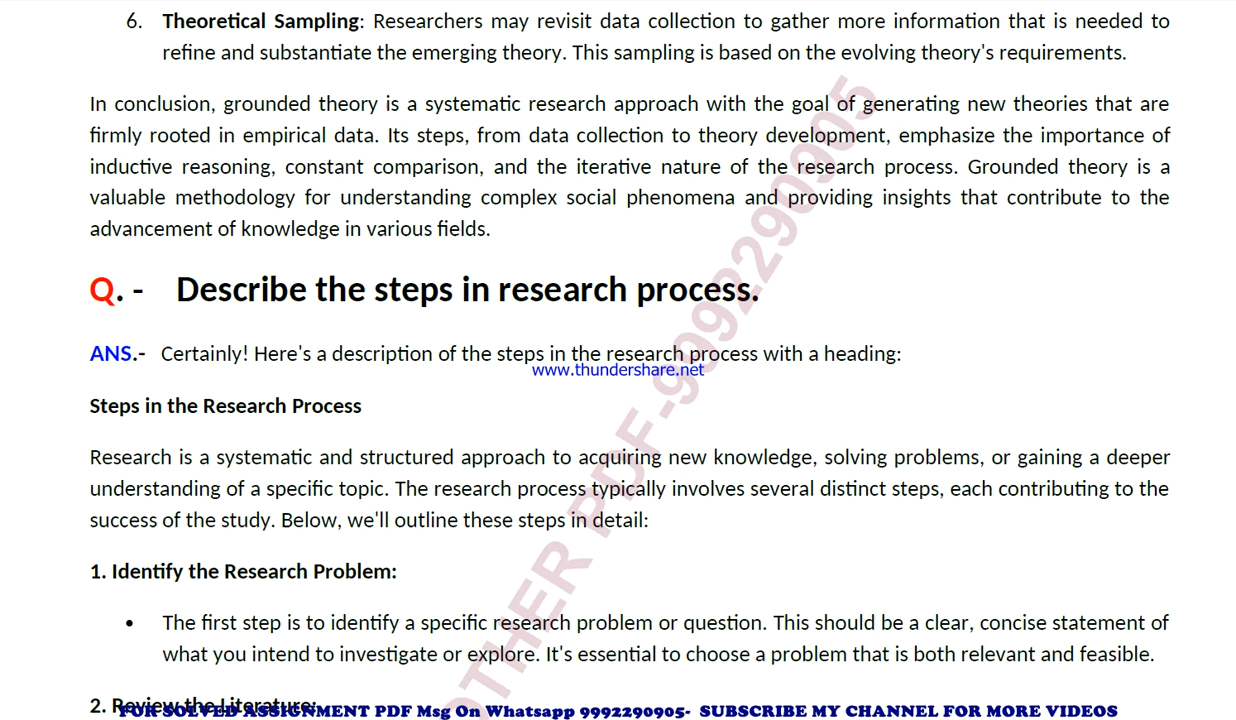 6. Theoretical Sampling: Researchers may revisit data collection to gather more information that is needed to
refine and substantiate the emerging theory. This sampling is based on the evolving theory's requirements.
In conclusion, grounded theory is a systematic research approach with the goal of generating new theories that are
firmly rooted in empirical data. Its steps, from data collection to theory development, emphasize the importance of
inductive reasoning, constant comparison, and the iterative nature of the research process. Grounded theory is a
valuable methodology for understanding complex social phenomena and providing insights that contribute to the
advancement of knowledge in various fields.
Q. - Describe the steps in research process.
ANS.- Certainly! Here's a description of the steps in the research process with a heading:
www.thundershare.net
Steps in the Research Process
Research is a systematic and structured approach to acquiring new knowledge, solving problems, or gaining a deeper
understanding of a specific topic. The research process typically involves several distinct steps, each contributing to the
success of the study. Below, we'll outline these steps in detail:
1. Identify the Research Problem:
• The first step is to identify a specific research problem or question. This should be a clear, concise statement of
what you intend to investigate or explore. It's essential to choose a problem that is both relevant and feasible.
2. Review the Literature:
FOR SOLVED ASSIGNMENT PDF Msg On Whatsapp 9992290905- SUBSCRIBE MY CHANNEL FOR MORE VIDEOS
OTHER PDF-9992290905